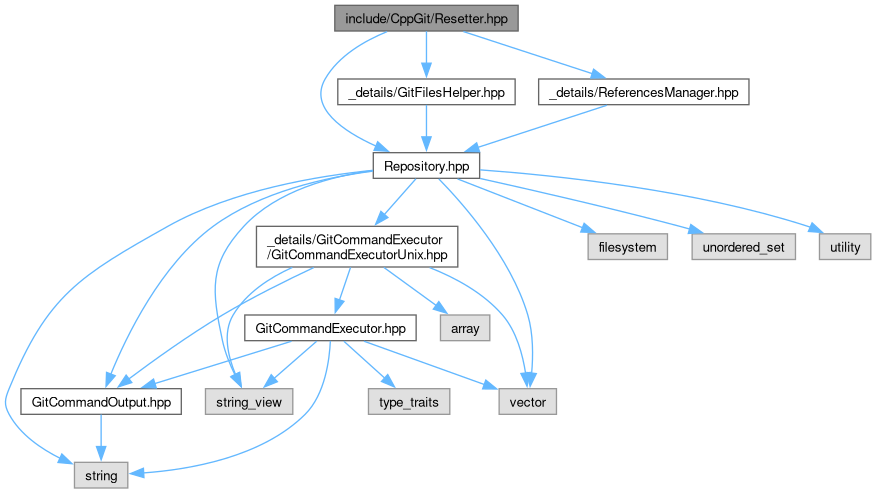 include/CppGit/Resetter.hpp
_details/GitFilesHelper.hpp
_details/ReferencesManager.hpp
Repository.hpp
_details/GitCommandExecutor
/GitCommandExecutorUnix.hpp
filesystem
unordered_set
utility
GitCommandExecutor.hpp
array
GitCommandOutput.hpp
string_view
type_traits
vector
string